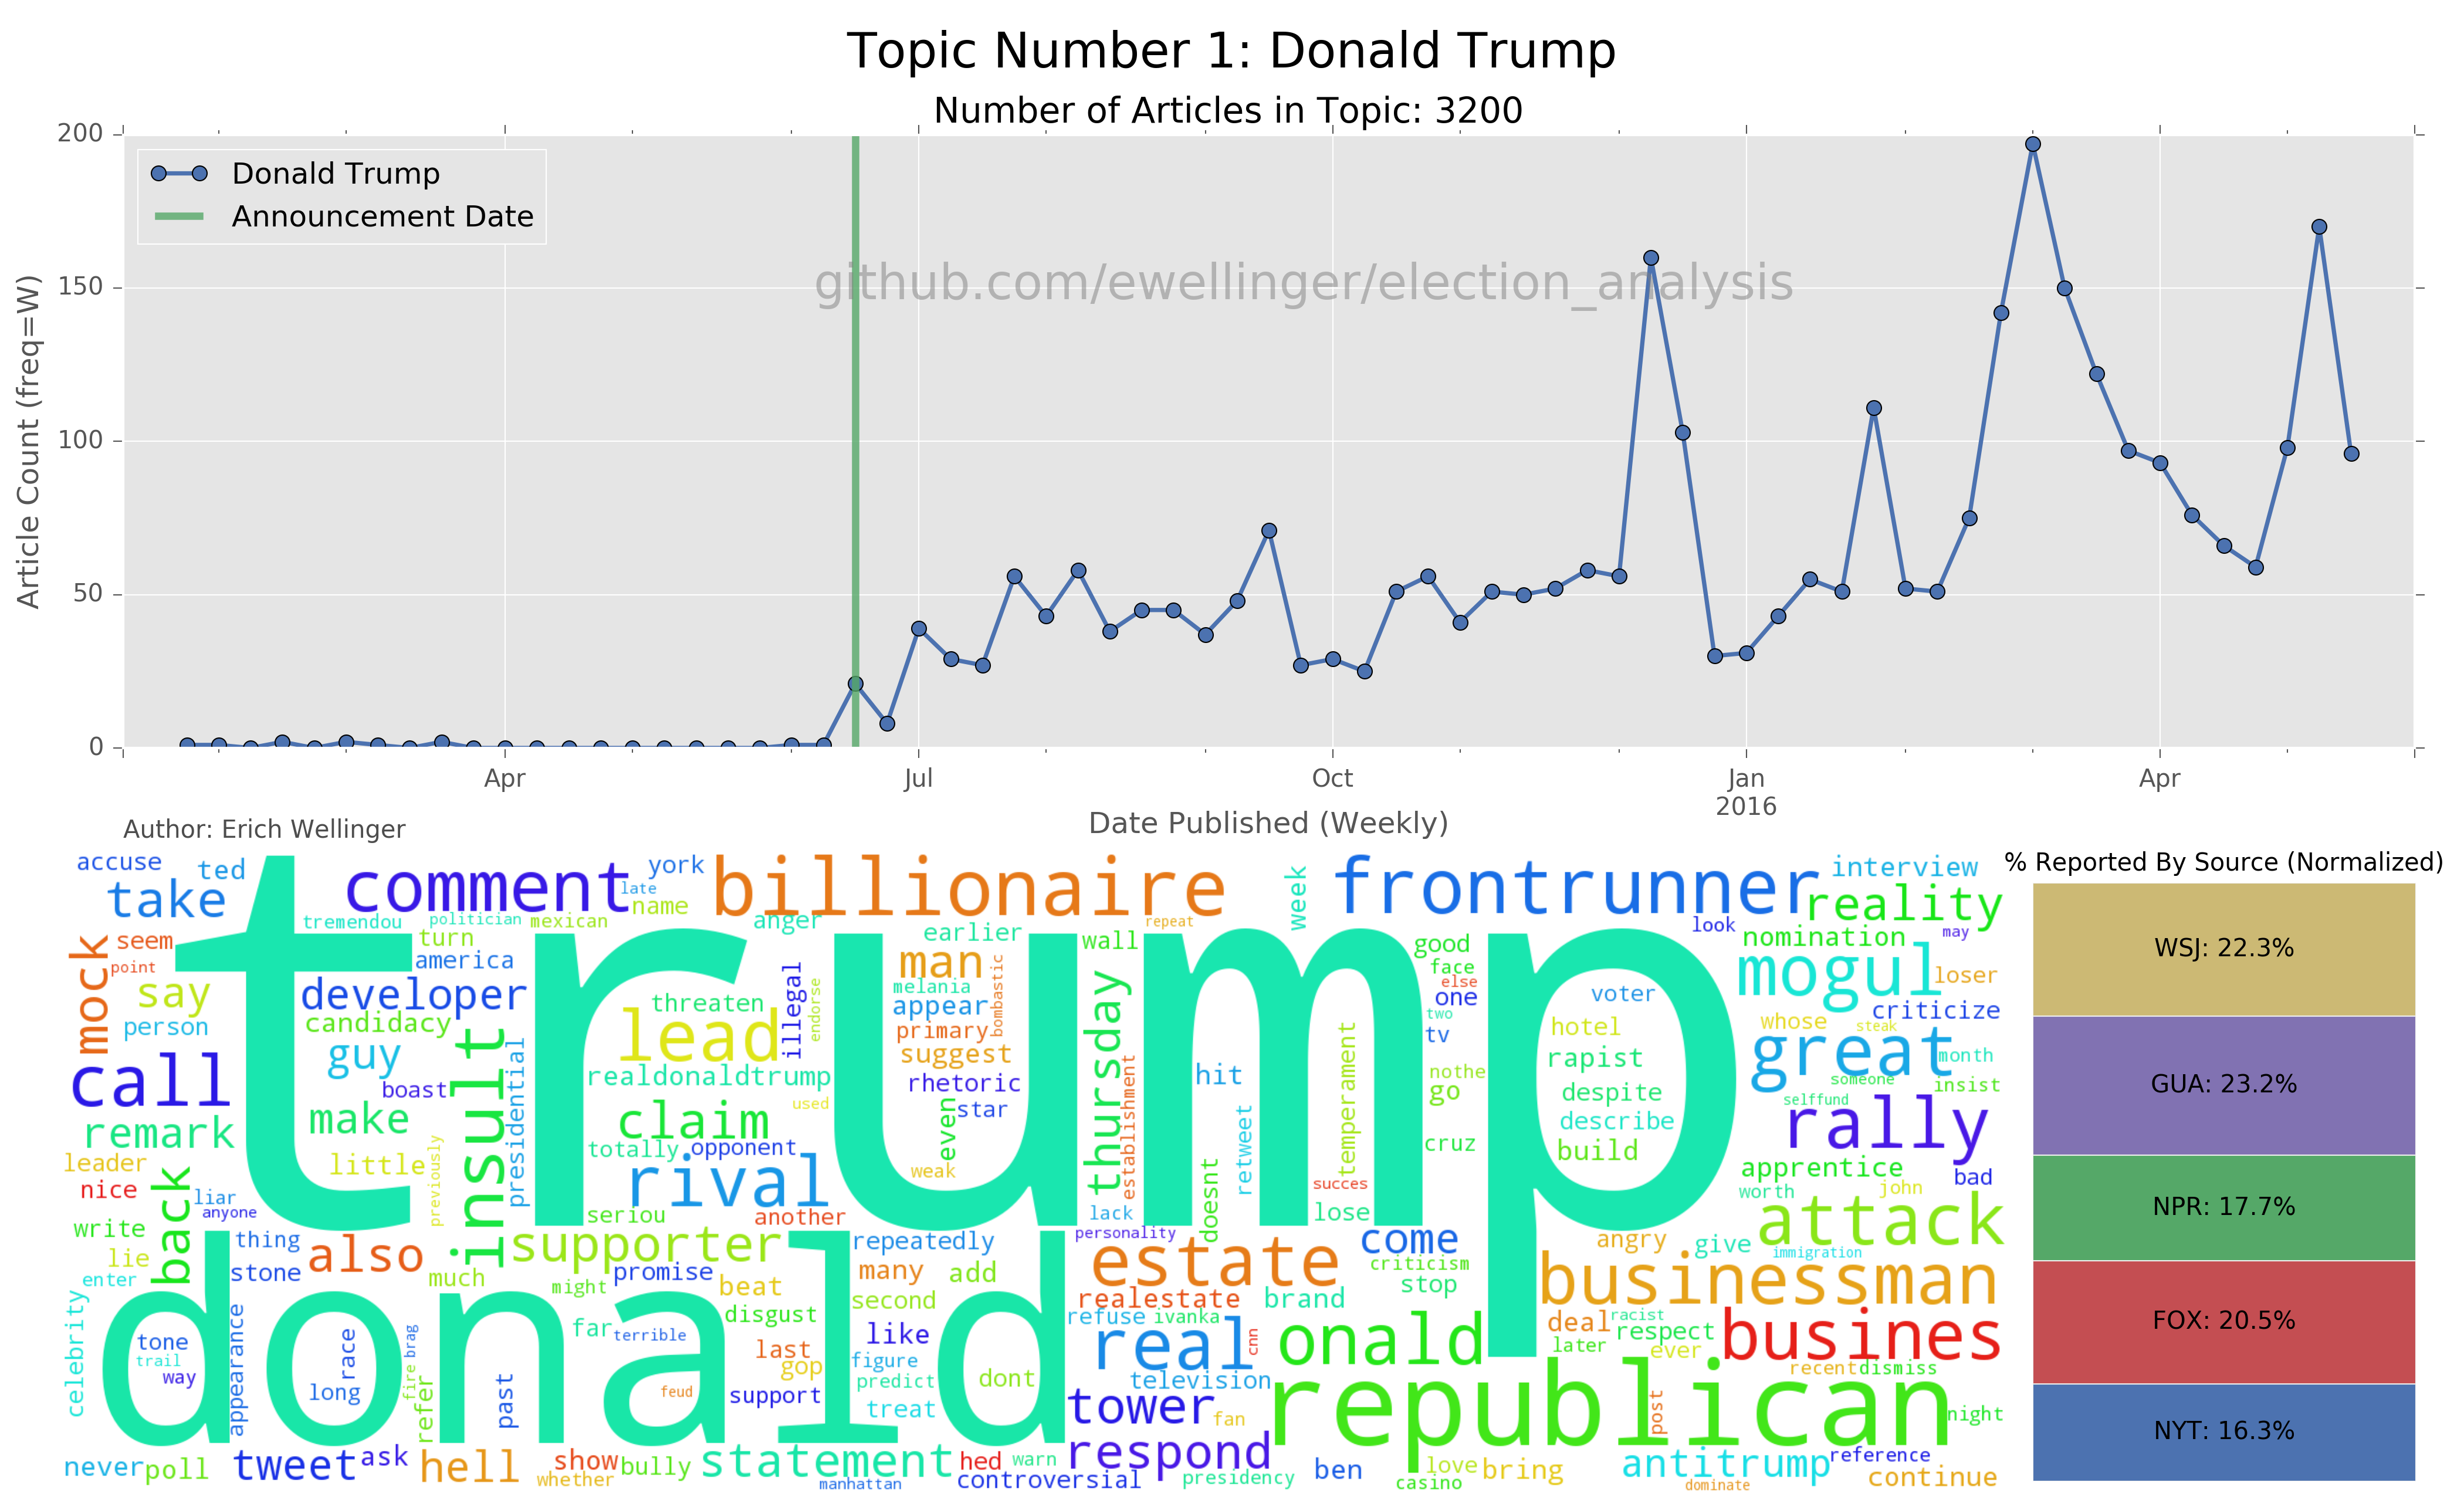 Topic Number 1: Donald Trump
Number of Articles in Topic: 3200
200
150
100
50
0
Article Count (freq=W)
Donald Trump
Announcement Date
github.com/ewellinger/election_analysis
Apr
Jul
Oct
Jan
2016
Apr
Date Published (Weekly)
Author: Erich Wellinger
trump
donald
accuse
ted
take
comment
york
late
name
billionaire
week
frontrunner
interview
reality
tremendou
politician
mexican
anger
repeat
look
may
mock
seem
point
turn
america
earlier
wall
good
face
else
nomination
mogul
loser
say
person
developer
candidacy
guy
boast
threaten
lead
illegal
endorse
man
melania
appear
bombastic
primary
suggest
rhetoric
star
even
weak
one
two
tv
voter
hotel
rapist
despite
describe
build
criticize
whose
steak
great
month
someone
insist
selffund
call
remark
make
insult
presidential
realdonaldtrump
used
claim
totally
opponent
rival
thursday
establishment
hit
retweet
doesnt
temperament
succes
lose
lack
nothe
go
cruz
rally
apprentice
bad
worth
john
attack
leader
nice
back
liar
anyone
little
previously
write
lie
enter
thing
stone
also
much
supporter
seriou
another
might
promise
beat
repeatedly
many
add
personality
estate
come
criticism
stop
angry
give
immigration
businessman
celebrity
tone
trail
way
appearance
race
long
brag
fire
refer
past
far
terrible
feud
disgust
last
gop
support
second
like
figure
predict
treat
dont
realestate
brand
refuse
ivanka
real
cnn
television
onald
deal
racist
respect
later
ever
busines
recent
dismiss
tower
fan
republican
post
night
never
poll
tweet
ask
hell
show
whether
bully
statement
manhattan
hed
warn
controversial
respond
presidency
ben
love
casino
bring
antitrump
dominate
reference
continue
% Reported By Source (Normalized)
WSJ: 22.3%
GUA: 23.2%
NPR: 17.7%
FOX: 20.5%
NYT: 16.3%